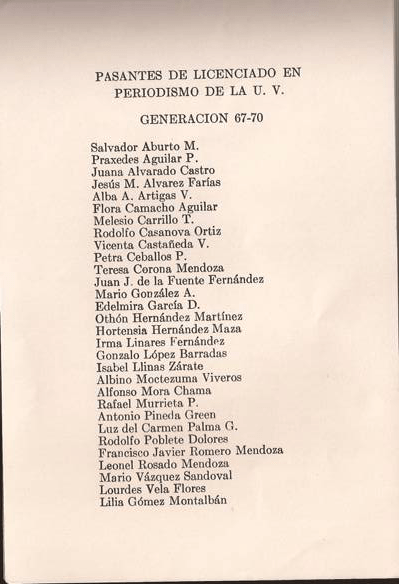 PASANTES DE LICENCIADO EN
PERIODISMO DE LA U. V.
GENERACION 67-70
Salvador Aburto M.
Praxedes Aguilar P.
Juana Alvarado Castro
Jesús M. Alvarez Farías
Alba A. Artigas V.
Flora Camacho Aguilar
Melesio Carrillo T.
Rodolfo Casanova Ortiz
Vicenta Castañeda V.
Petra Ceballos P.
Teresa Corona Mendoza
Juan J. de la Fuente Fernández
Mario González A.
Edelmira García D.
Othón Hernández Martínez
Hortensia Hernández Maza
Irma Linares Fernández
Gonzalo López Barradas
Isabel Llinas Zárate
Albino Moctezuma Viveros
Alfonso Mora Chama
Rafael Murrieta P.
Antonio Pineda Green
Luz del Carmen Palma G.
Rodolfo Poblete Dolores
Francisco Javier Romero Mendoza
Leonel Rosado Mendoza
Mario Vázquez Sandoval
Lourdes Vela Flores
Lilia Gómez Montalbán